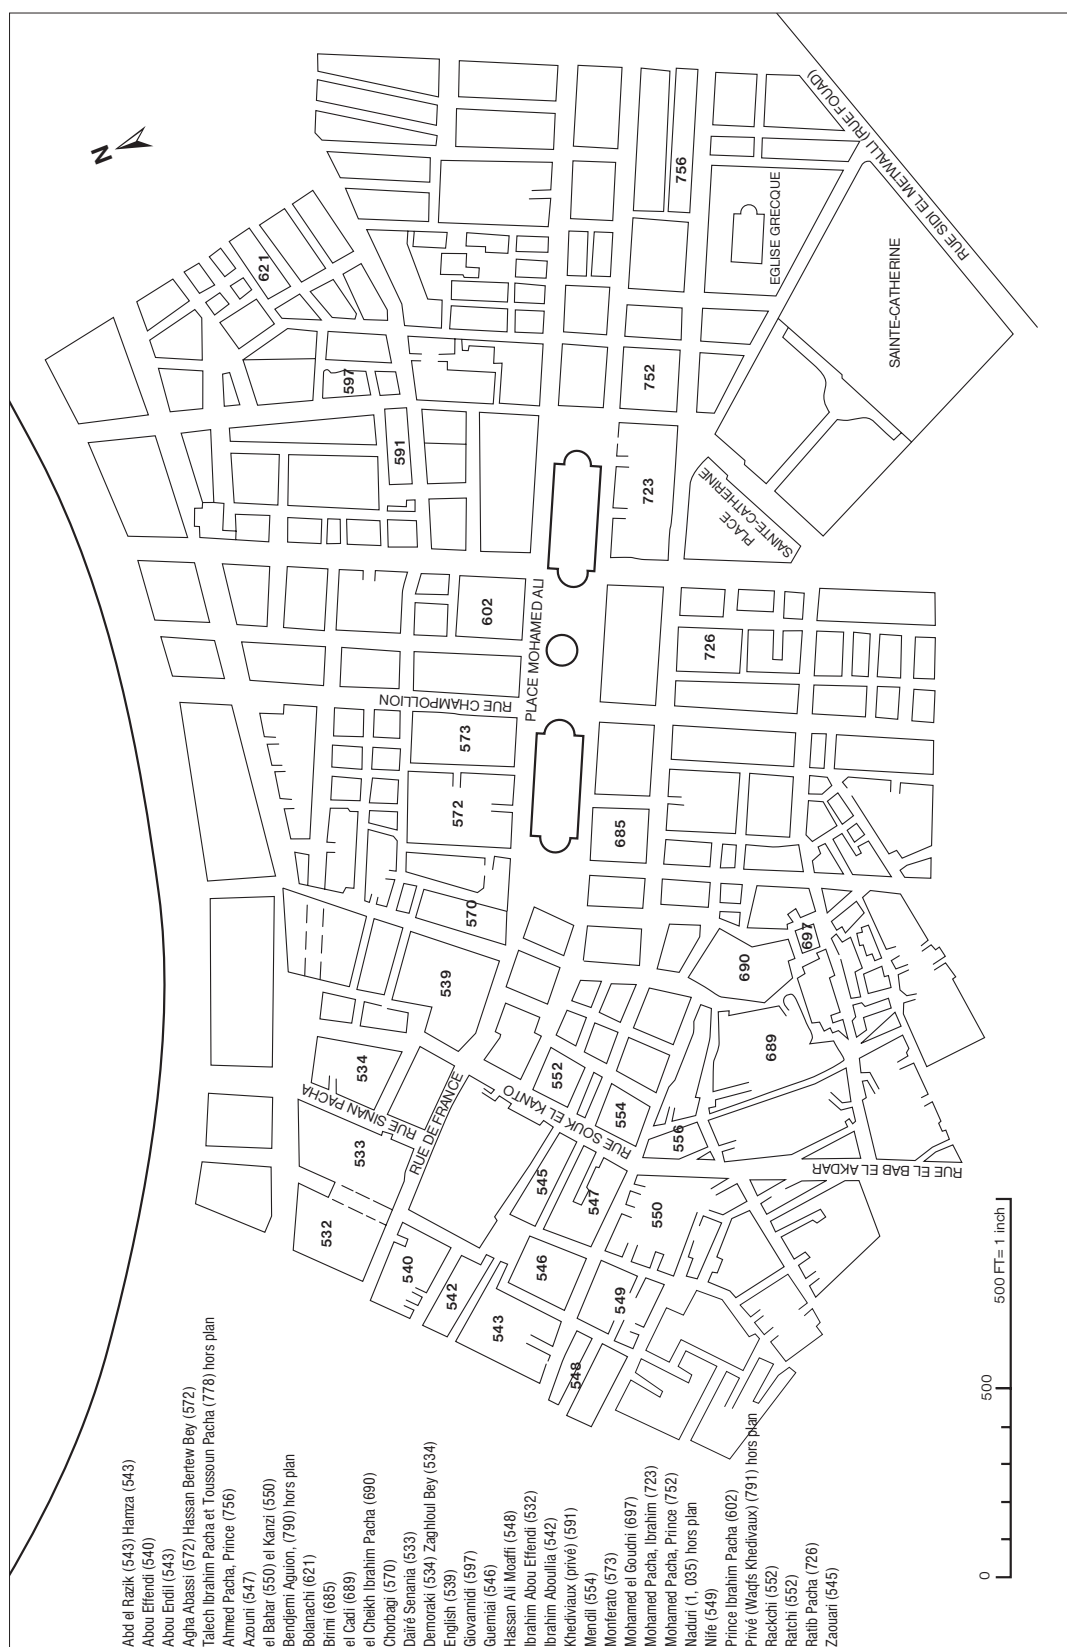 Abd el Razik (543) Hamza (543)
Abou Effendi (540)
Abou Endil (543)
Agha Abassi (572) Hassan Bertew Bey (572)
Talech Ibrahim Pacha et Toussoun Pacha (778) hors plan
Ahmed Pacha, Prince (756)
Azouni (547)
el Bahar (550) el Kanzi (550)
Bendjemi Aguion, (790) hors plan
Bolanachi (621)
Brimi (685)
el Cadi (689)
el Cheikh Ibrahim Pacha (690)
Chorbagi (570)
Daïré Senania (533)
Demoraki (534) Zaghloul Bey (534)
English (539)
Giovannidi (597)
Guemiai (546)
Hassan Ali Moaffi (548)
Ibrahim Abou Effendi (532)
Ibrahim Aboullia (542)
Khediviaux (privé) (591)
Mendil (554)
Monferato (573)
Mohamed el Goudni (697)
Mohamed Pacha, Ibrahim (723)
Mohamed Pacha, Prince (752)
Naduri (1. 035) hors plan
Nife (549)
Prince Ibrahim Pacha (602)
Privé (Waqfs Khedivaux) (791) hors plan
Rackchi (552)
Ratchi (552)
Ratib Pacha (726)
Zaouari (545)
N
532
533
534
RUE SINAN PACHA
RUE DE FRANCE
539
540
542
543
545
546
547
548
549
550
552
554
556
RUE SOUK EL KANTO
RUE EL BAB EL AKDAR
570
572
573
RUE CHAMPOLLION
PLACE MOHAMED ALI
602
591
597
621
685
689
690
697
726
723
752
756
PLACE
SAINTE-CATHERINE
EGLISE GRECQUE
SAINTE-CATHERINE
RUE SIDI EL METWALLI (RUE FOUAD)
0
500
500 FT= 1 inch